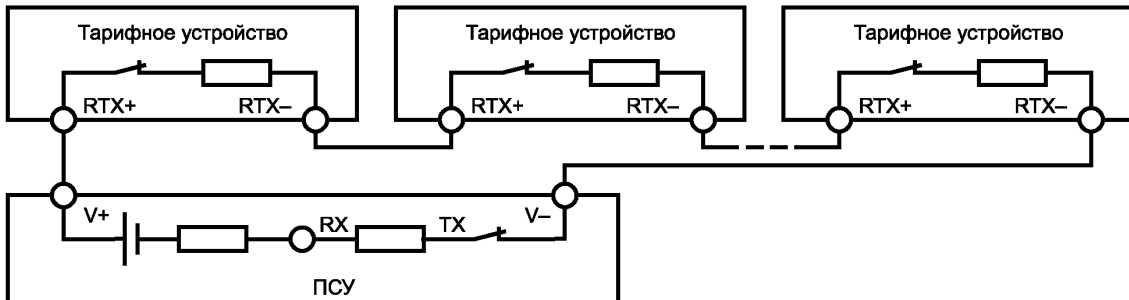 Тарифное устройство Тарифное устройство Тарифное устройство
RTX+ RTX– RTX+ RTX– RTX+ RTX–
V+ RX TX V–
ПСУ